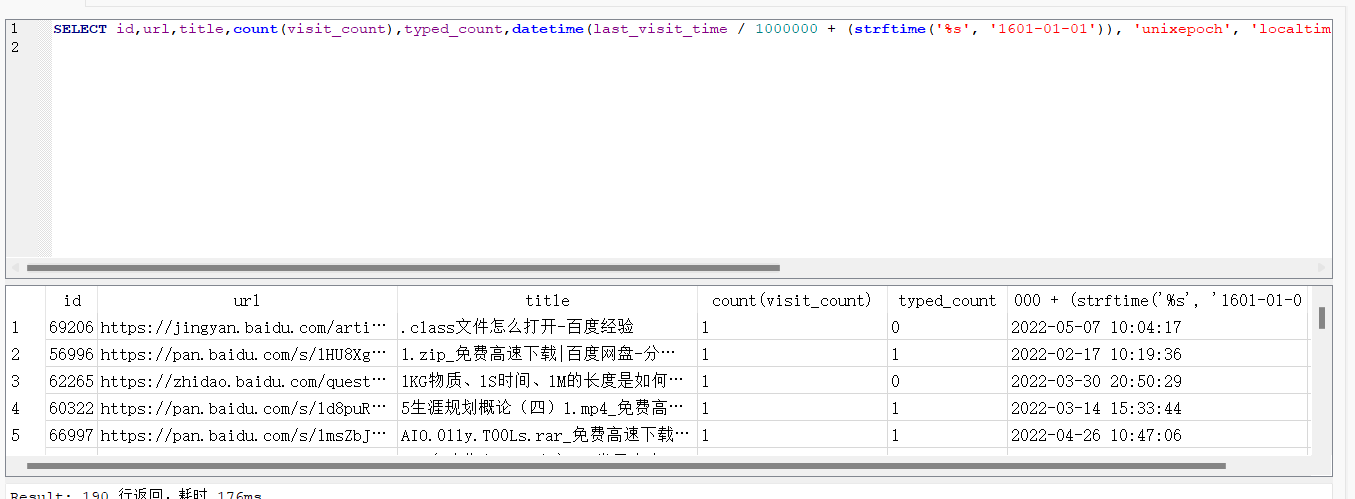 1 SELECT id,url,title,count(visit_count),typed_count,datetime(last_visit_time / 1000000 + (strftime('%s', '1601-01-01')), 'unixepoch', 'localtim
2
id url title count(visit_count) typed_count 000 + (strftime('%s', '1601-01-0
1 69206 https://jingyan.baidu.com/arti… .class文件怎么打开-百度经验 1 0 2022-05-07 10:04:17
2 56996 https://pan.baidu.com/s/1HU8Xg… 1.zip_免费高速下载|百度网盘-分… 1 1 2022-02-17 10:19:36
3 62265 https://zhidao.baidu.com/quest… 1KG物质、1S时间、1M的长度是如何… 1 0 2022-03-30 20:50:29
4 60322 https://pan.baidu.com/s/1d8puR… 5生涯规划概论（四）1.mp4_免费高… 1 1 2022-03-14 15:33:44
5 66997 https://pan.baidu.com/s/1msZbJ… AIO.O11y.TOOLs.rar_免费高速下载… 1 1 2022-04-26 10:47:06
Result: 190 行返回，耗时 176ms